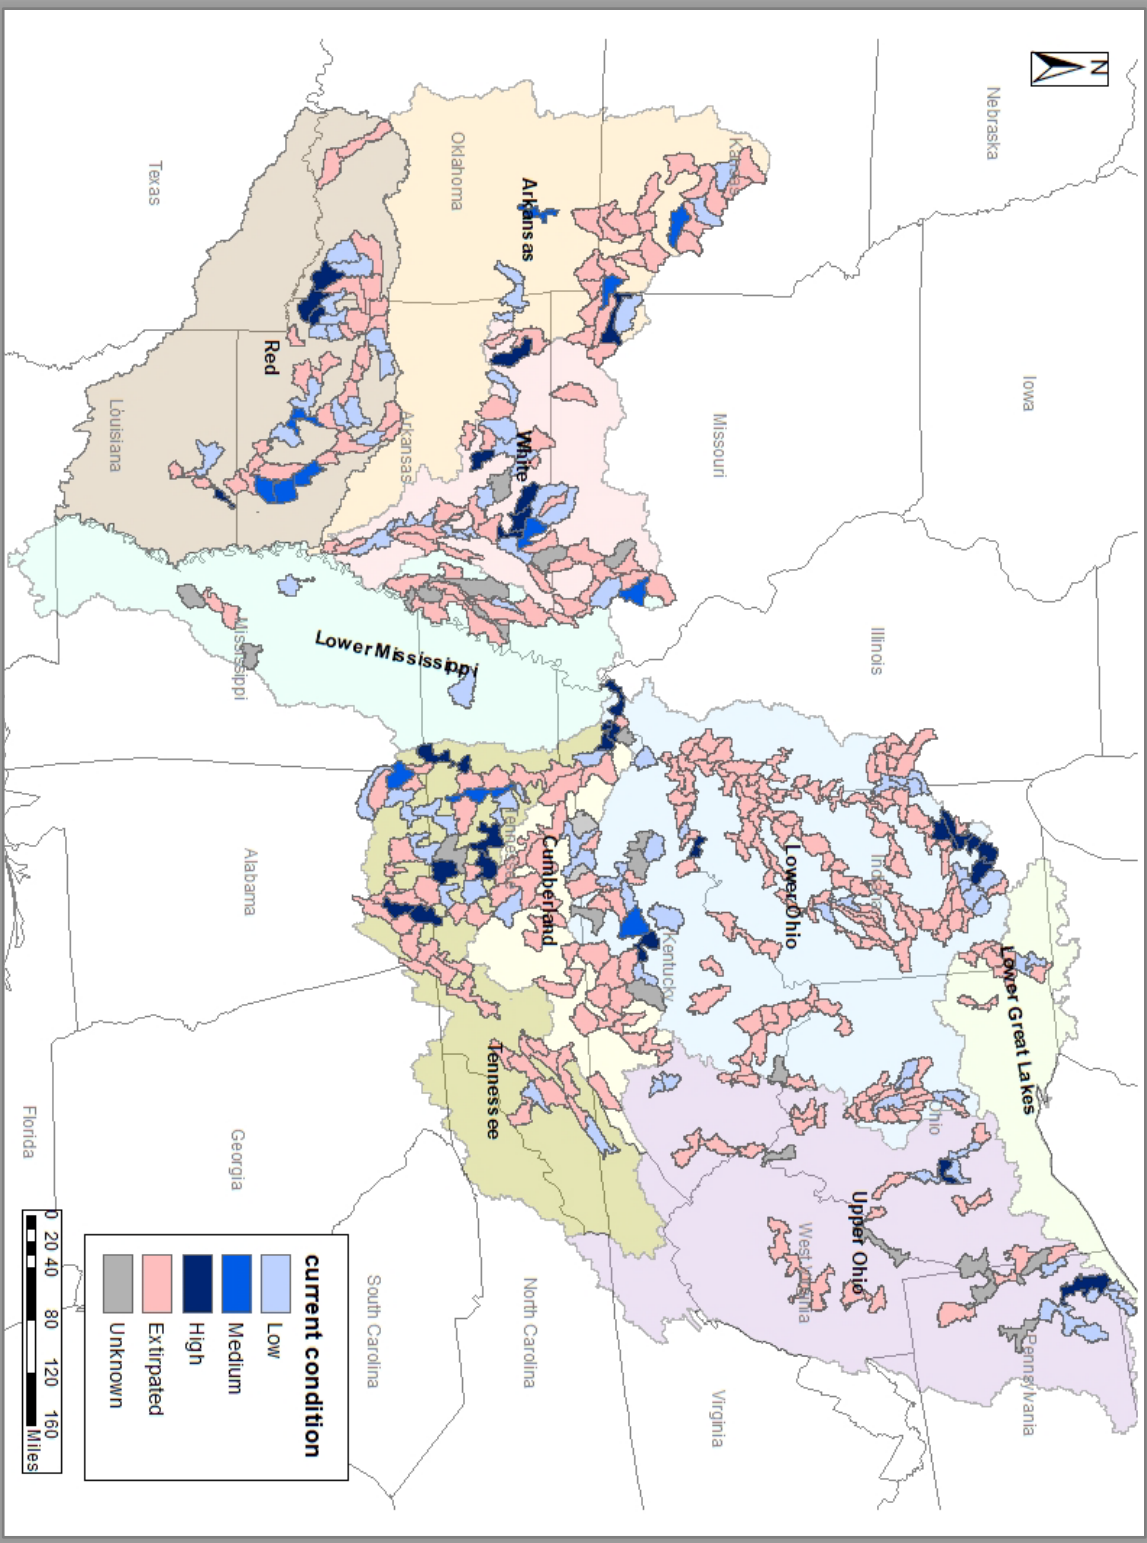 N
Nebraska
Iowa
Lower Great Lakes
Pennsylvania
Ohio
Illinois
Indiana
Upper Ohio
West Virginia
Lower Ohio
Kansas
Missouri
Virginia
Kentucky
Cumberland
North Carolina
Arkansas
White
Tennessee
Tennessee
Oklahoma
Arkansas
Lower Mississippi
South Carolina
Red
Mississippi
Alabama
Georgia
Texas
Louisiana
Florida
current condition
Low
Medium
High
Extirpated
Unknown
0 20 40 80 120 160
Miles